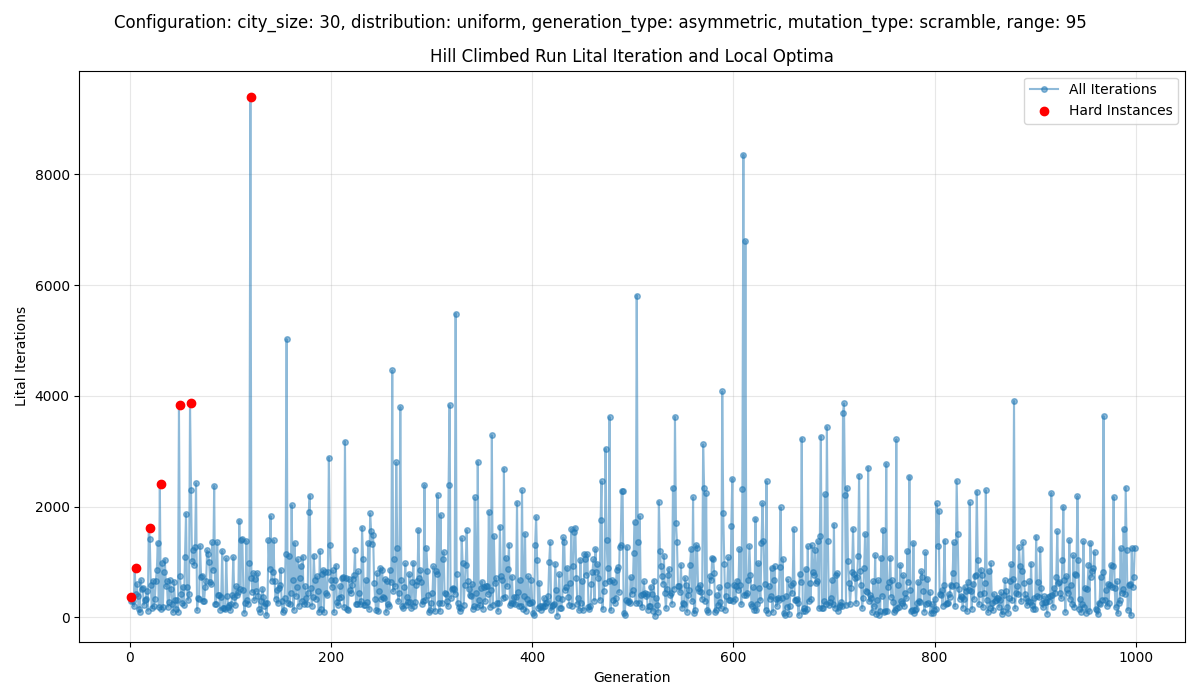 Configuration: city_size: 30, distribution: uniform, generation_type: asymmetric, mutation_type: scramble, range: 95
Hill Climbed Run Lital Iteration and Local Optima
All Iterations
Hard Instances
Lital Iterations
8000
6000
4000
2000
0
0
200
400
600
800
1000
Generation